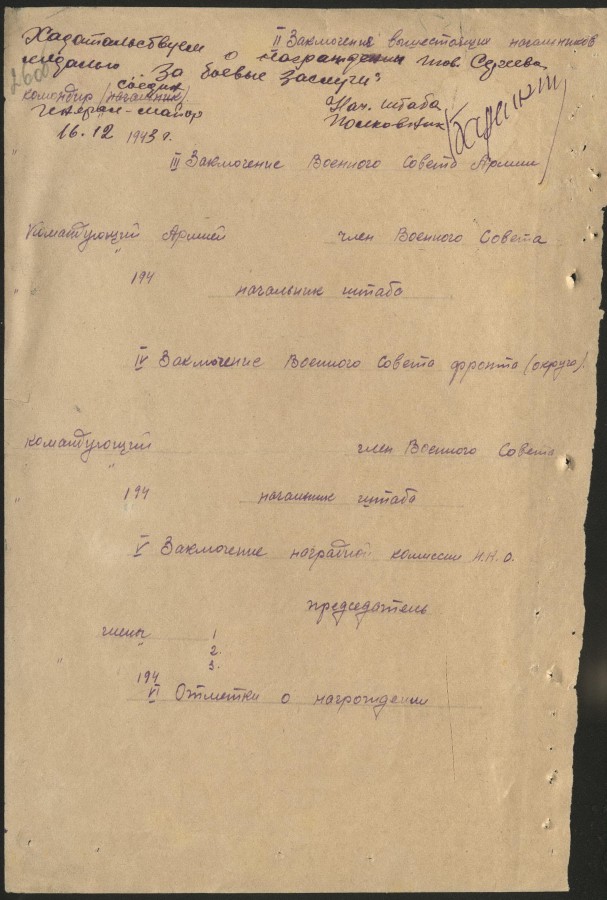 II Заключение вышестоящих начальников
Хадатальствуем о награждении тов.
медалью За боевые Заслуги
соедин
командир (начальник)
Генерал-майор
Нач. штаба
Полковник
16.12 1943 г.
III Заключение Военного Совета Армии
Командующий Армией член Военного Совета
" 194
начальник штаба
IV Заключение Военного Совета фронта (округа).
командующий член Военного Совета
" 194
начальник штаба
V Заключение наградной комиссии Н.К.О.
председатель
члены 1
2.
" 3.
194
VI Отметки о награждении